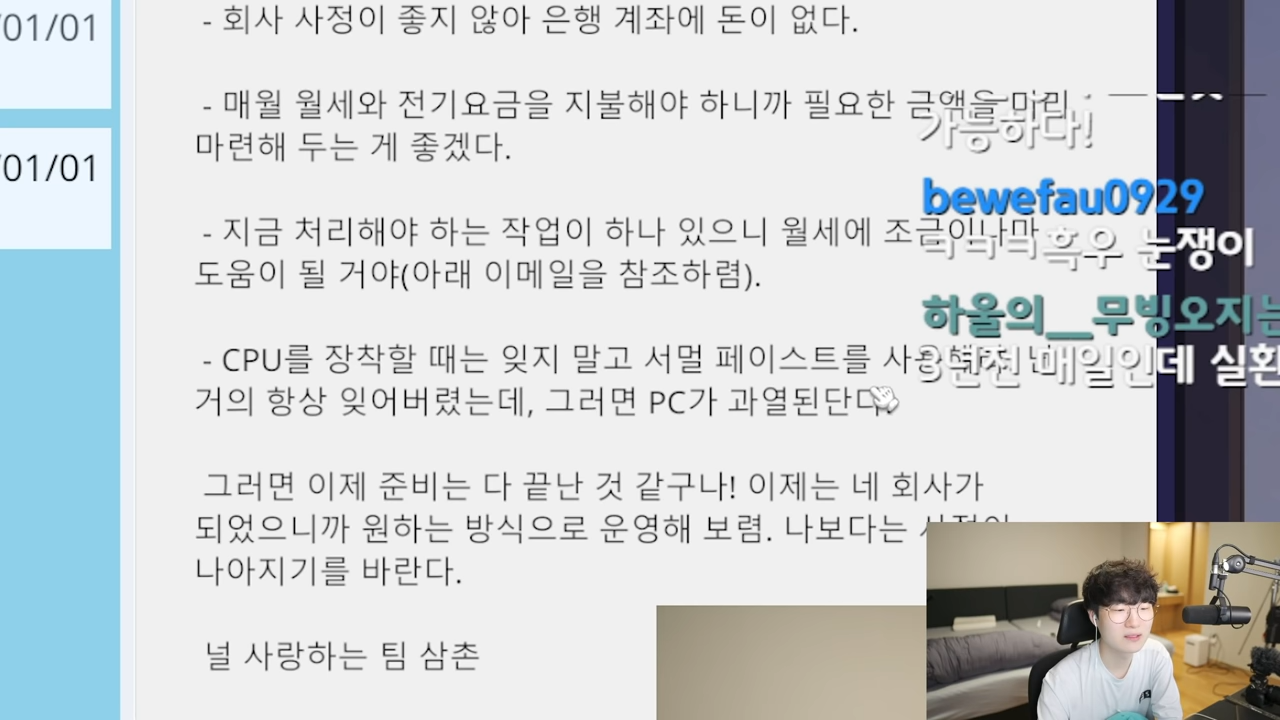 /01/01
/01/01
- 회사 사정이 좋지 않아 은행 계좌에 돈이 없다.
- 매월 월세와 전기요금을 지불해야 하니까 필요한 금액을 미리
마련해 두는 게 좋겠다.
- 지금 처리해야 하는 작업이 하나 있으니 월세에 조금이나마
도움이 될 거야(아래 이메일을 참조하렴).
- CPU를 장착할 때는 잊지 말고 서멀 페이스트를
거의 항상 잊어버렸는데, 그러면 PC가 과열된단다.
그러면 이제 준비는 다 끝난 것 같구나! 이제는 네 회사가
되었으니까 원하는 방식으로 운영해 보렴. 나보다는
나아지기를 바란다.
널 사랑하는 팀 삼촌
가능하다!
bewefau0929
ㅋㅋㅋ흑우 눈쟁이
하울의__무빙오지는
3년전 매일인데 실환